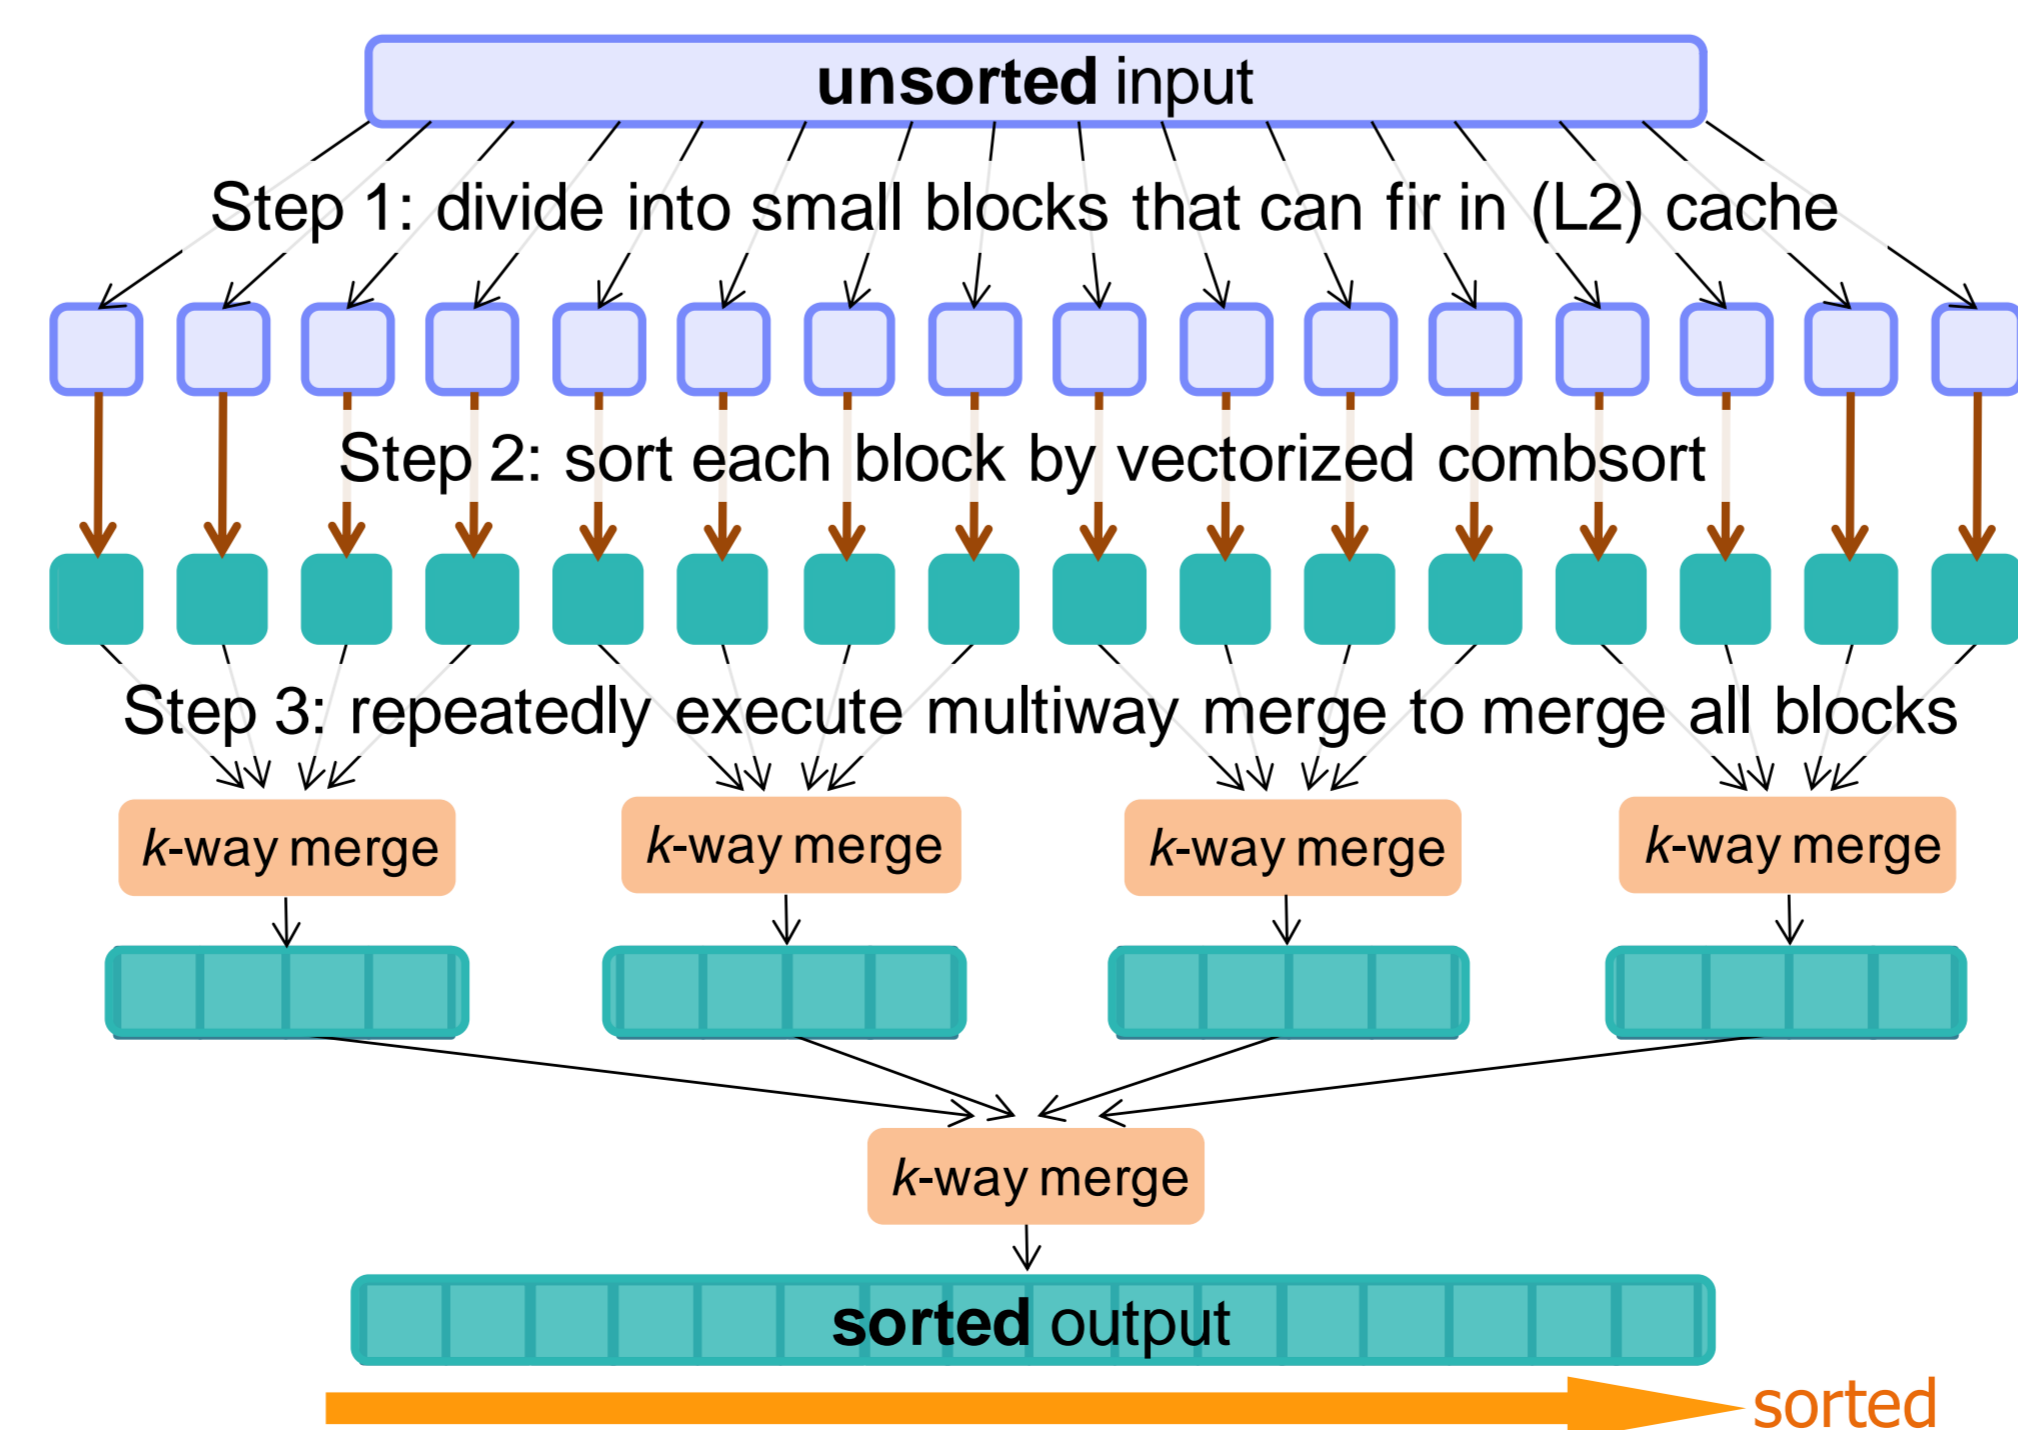 unsorted input
Step 1: divide into small blocks that can fir in (L2) cache
Step 2: sort each block by vectorized combsort
Step 3: repeatedly execute multiway merge to merge all blocks
k-way merge
k-way merge
k-way merge
k-way merge
k-way merge
sorted output
sorted